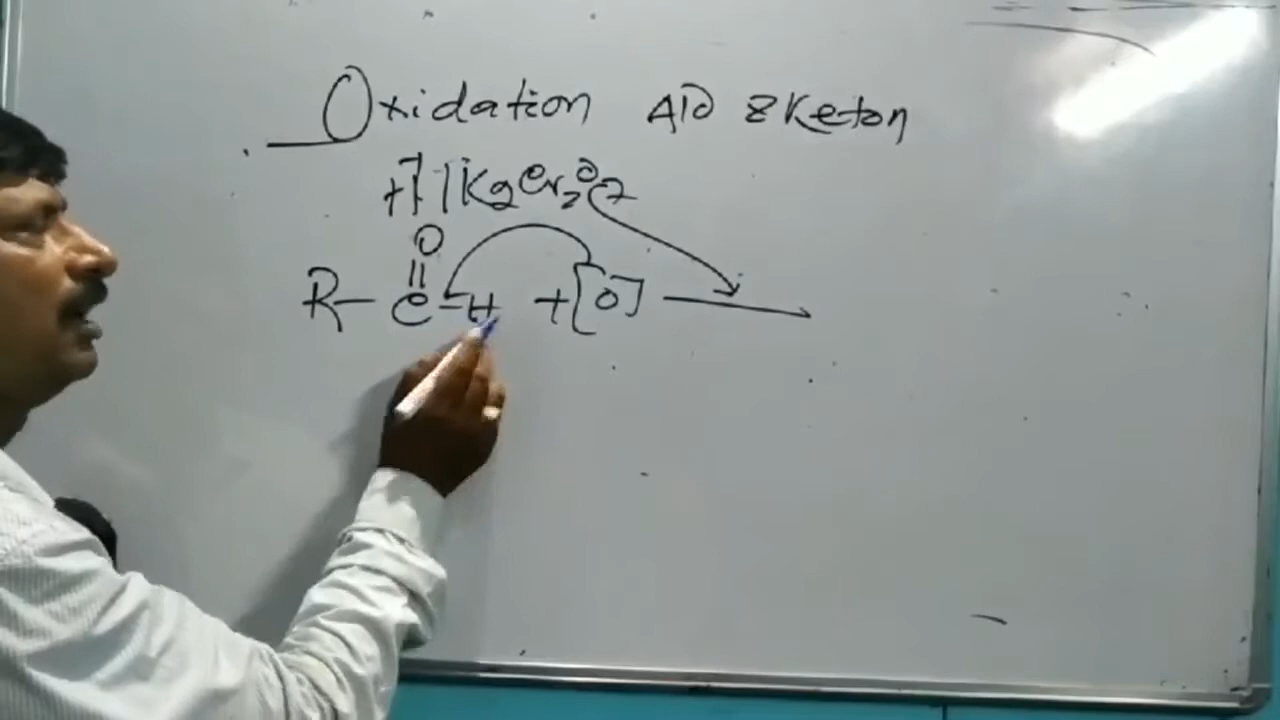 Oxidation Ald & Keton
H+ | K2Cr2O7
O
R - C - H + [O] →